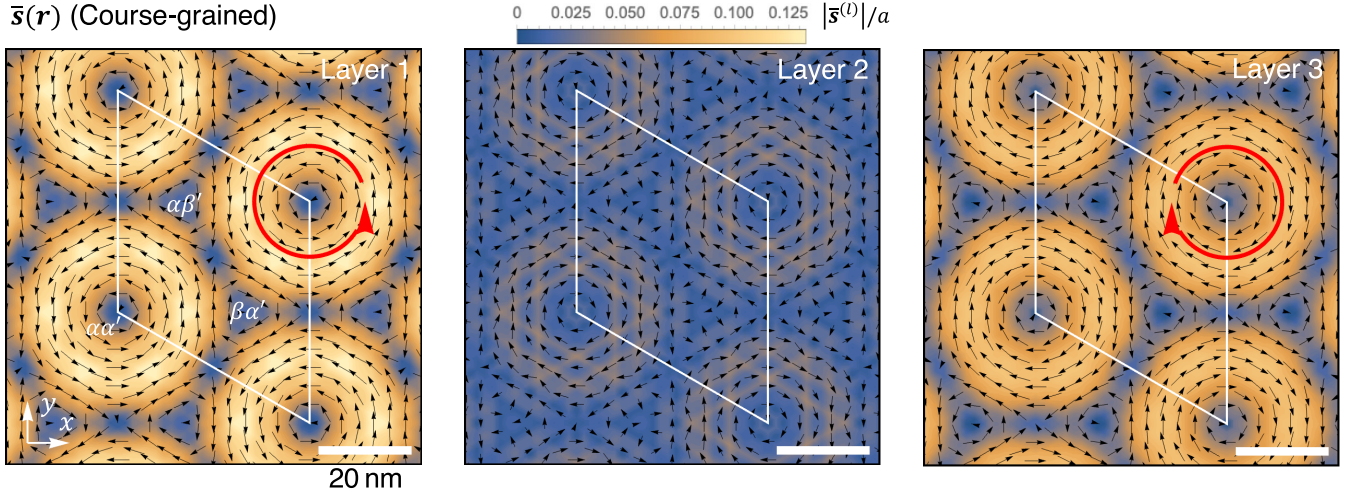 s̄(r) (Course-grained)
0 0.025 0.050 0.075 0.100 0.125 |s̄⁽ˡ⁾|/a
Layer 1
Layer 2
Layer 3
αβ′
βα′
αα′
y
x
20 nm